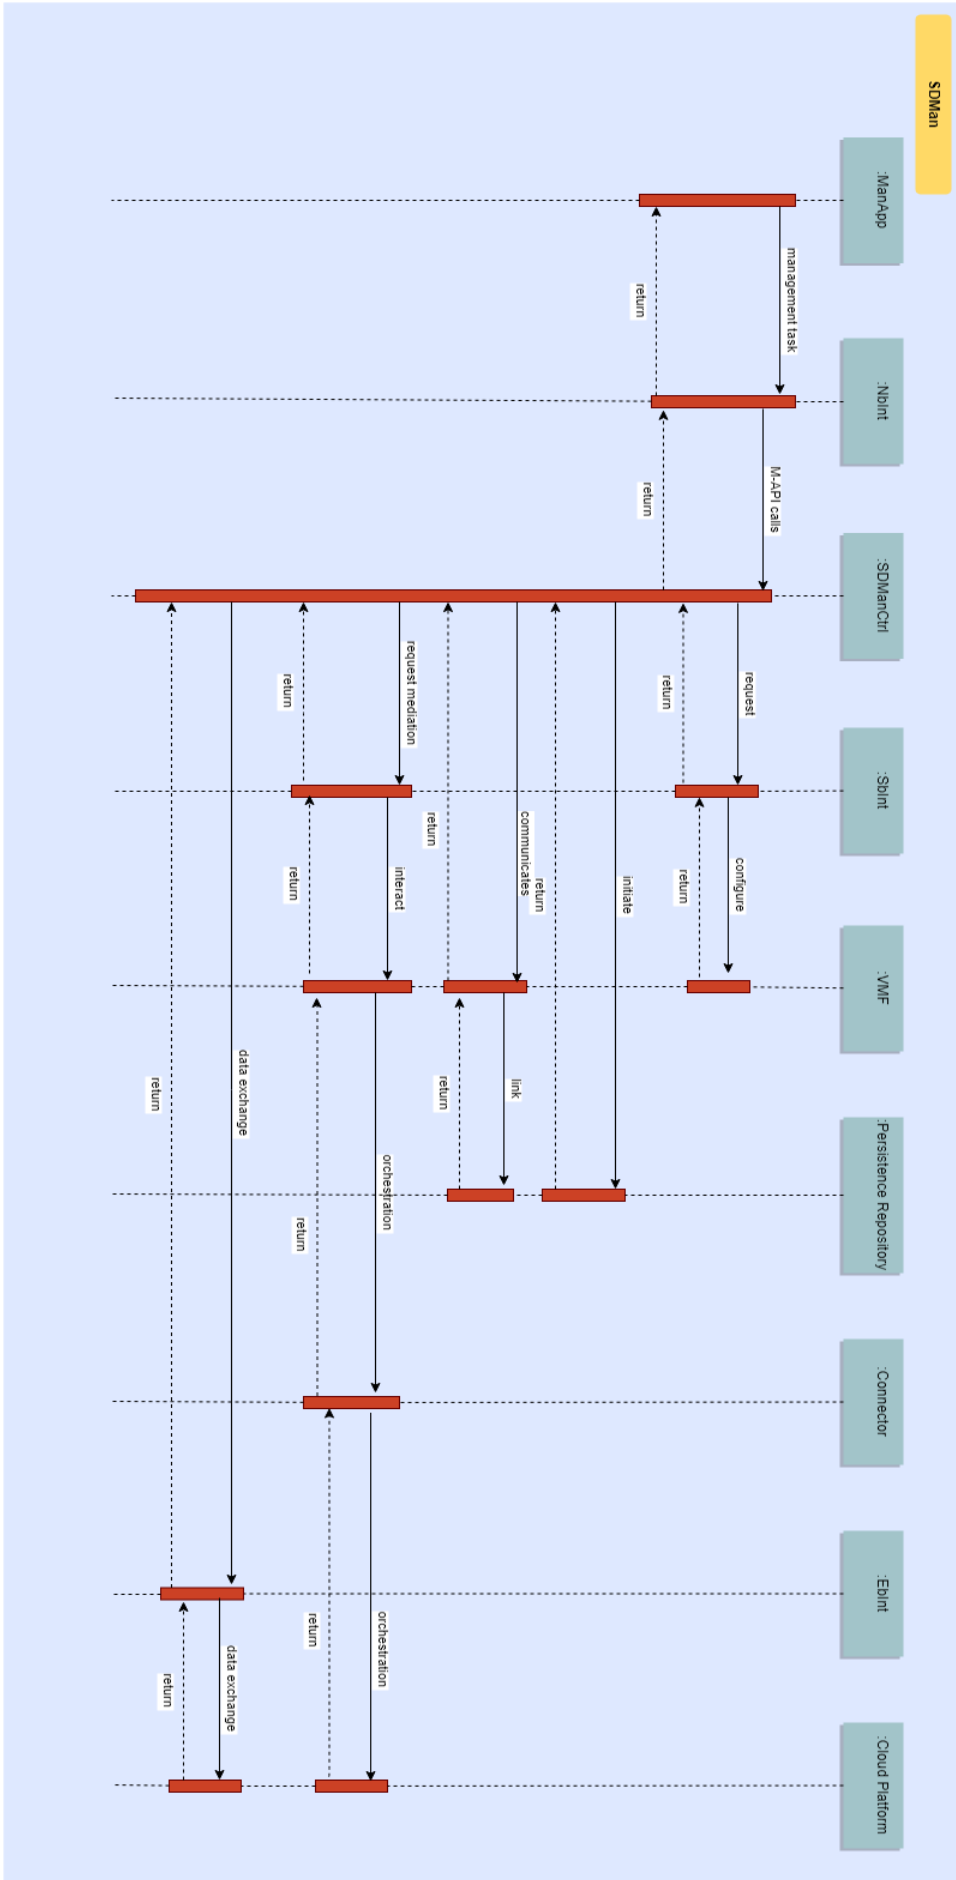 SDMan
:ManApp
:NbInt
:SDManCtrl
:SbInt
:VMF
:Persistence Repository
:Connector
:EbInt
:Cloud Platform
management task
M-API calls
request
configure
return
return
return
return
initiate
return
communicates
link
return
return
request mediation
interact
orchestration
orchestration
return
return
return
return
data exchange
data exchange
return
return